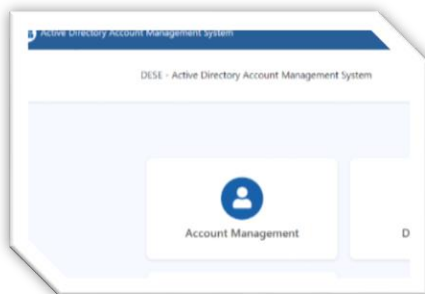 Active Directory Account Management System
DESE - Active Directory Account Management System
Account Management
D